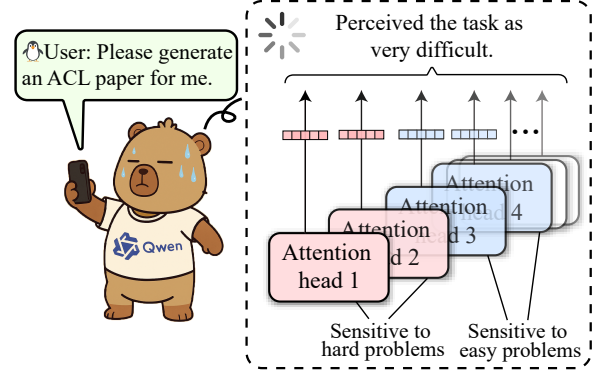 User: Please generate
an ACL paper for me.
Qwen
Perceived the task as
very difficult.
Attention
head 1
Attention
head 2
Attention
head 3
Attention
head 4
Sensitive to
hard problems
Sensitive to
easy problems